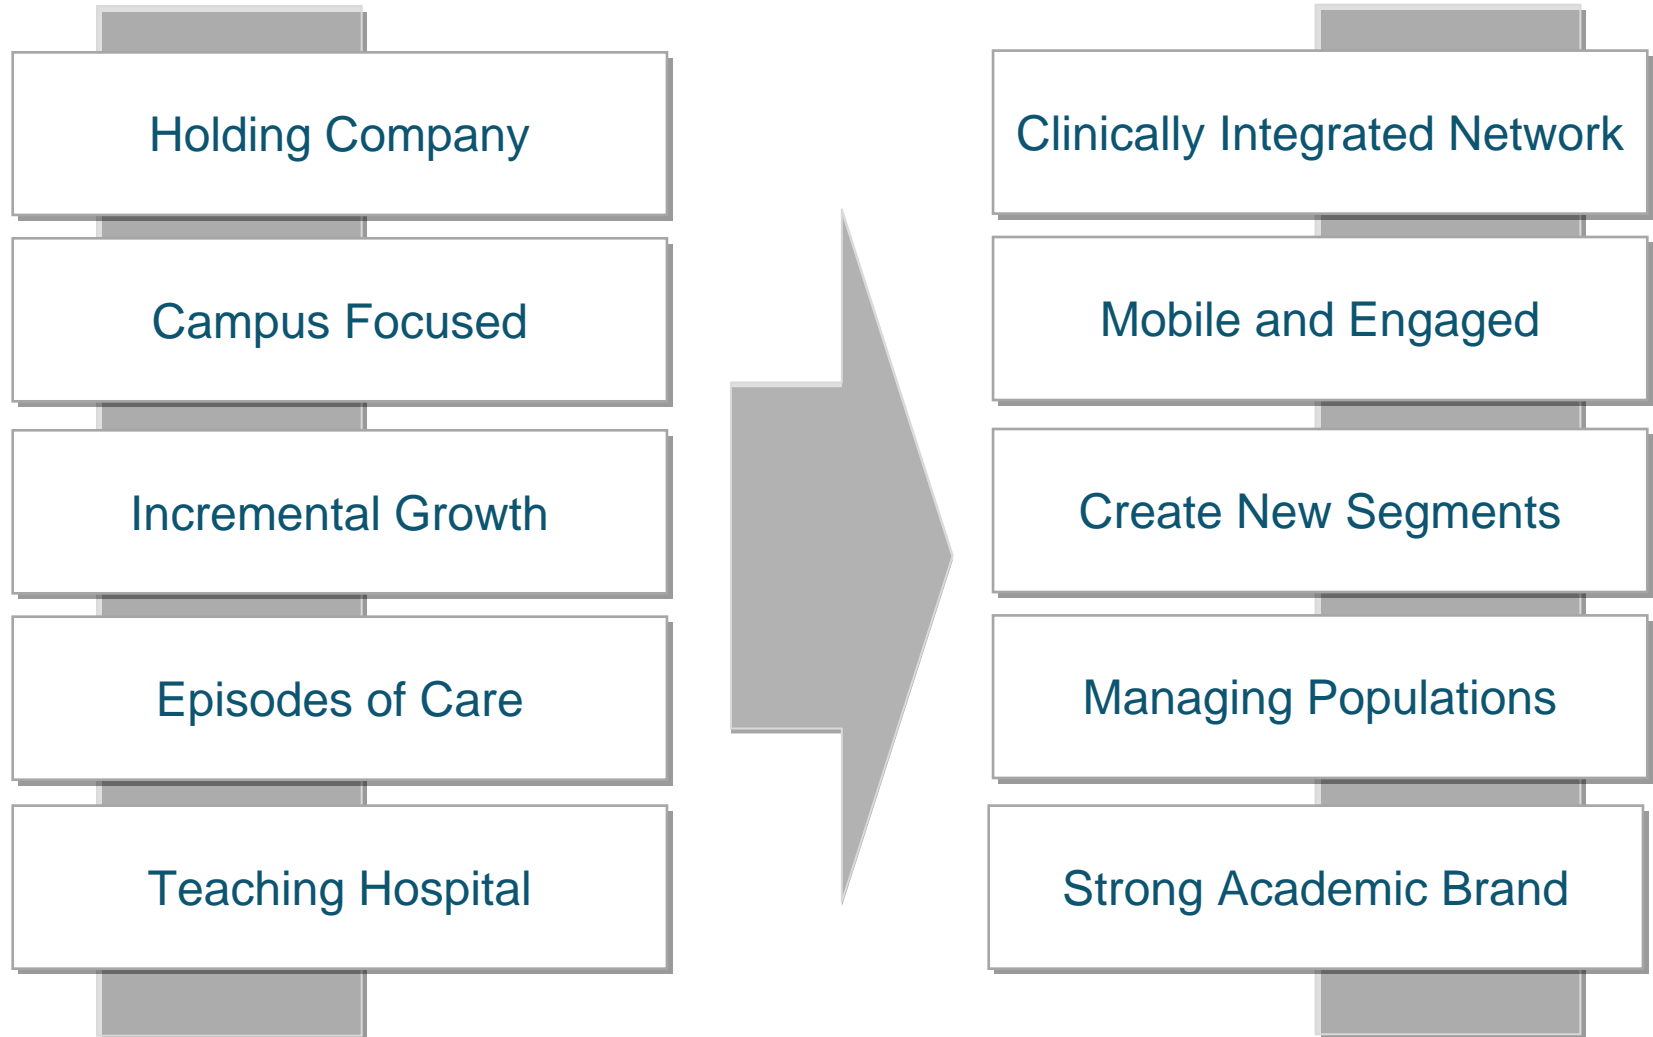 Holding Company
Campus Focused
Incremental Growth
Episodes of Care
Teaching Hospital
Clinically Integrated Network
Mobile and Engaged
Create New Segments
Managing Populations
Strong Academic Brand